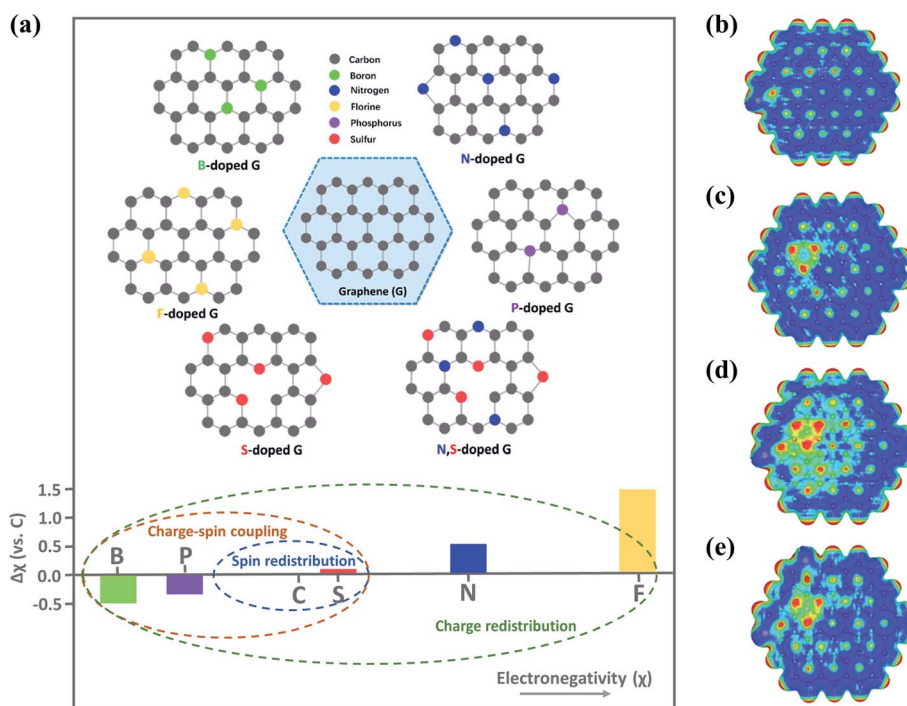 (a)
Carbon
Boron
Nitrogen
Florine
Phosphorus
Sulfur
B-doped G
N-doped G
F-doped G
Graphene (G)
P-doped G
S-doped G
N,S-doped G
Δχ (vs. C)
1.5
1.0
0.5
0.0
-0.5
Charge-spin coupling
Spin redistribution
Charge redistribution
B
P
C
S
N
F
Electronegativity (χ)
(b)
(c)
(d)
(e)